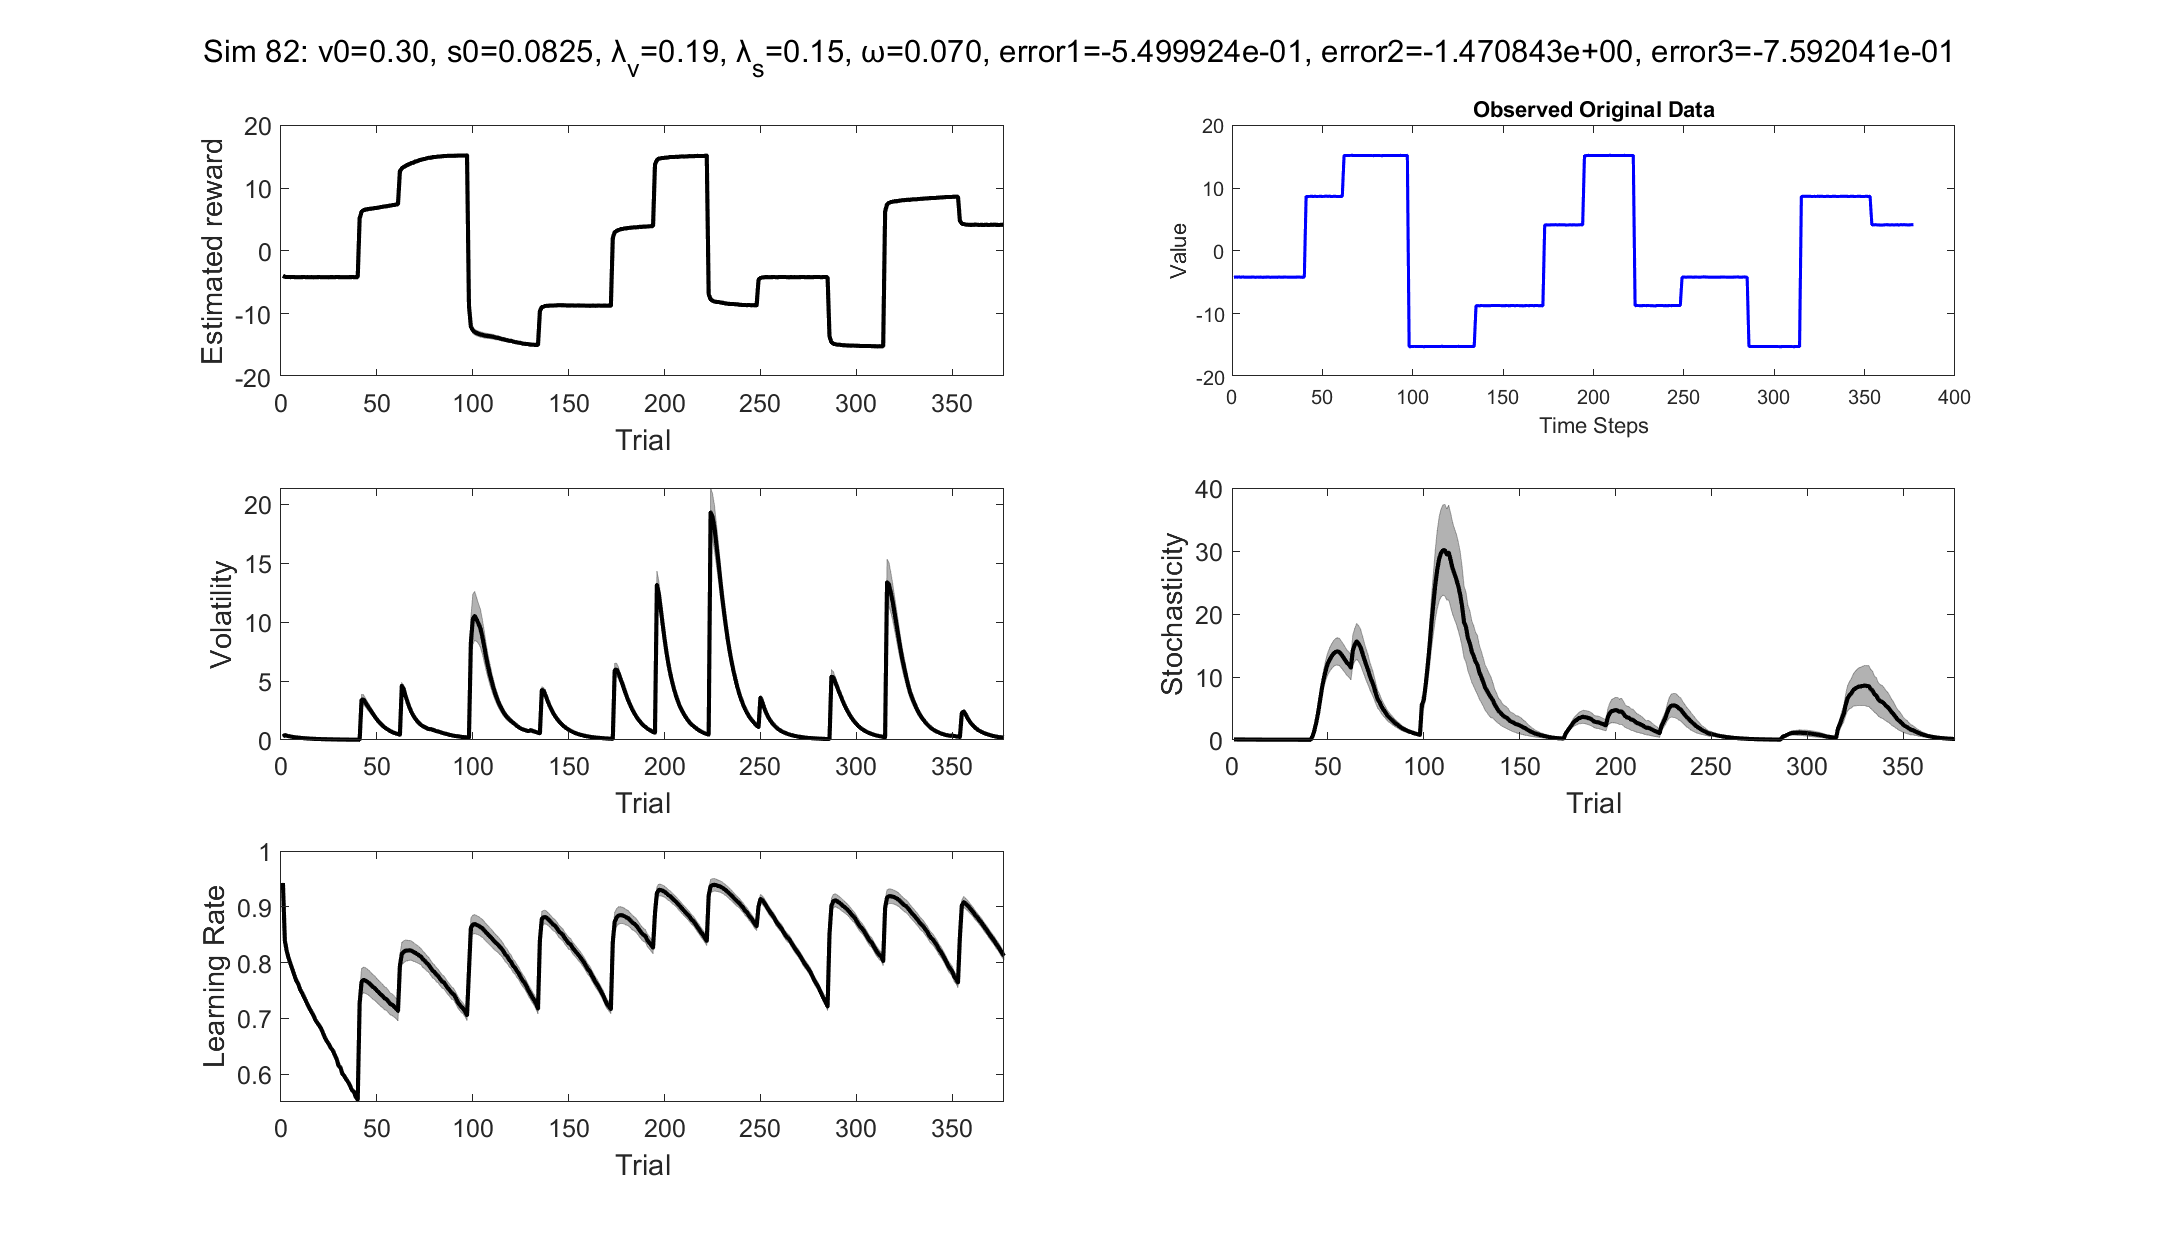 Sim 82: v0=0.30, s0=0.0825, λv=0.19, λs=0.15, ω=0.070, error1=-5.499924e-01, error2=-1.470843e+00, error3=-7.592041e-01
Estimated reward
20
10
0
-10
-20
0 50 100 150 200 250 300 350
Trial
Observed Original Data
Value
20
10
0
-10
-20
0 50 100 150 200 250 300 350 400
Time Steps
Volatility
20
15
10
5
0
0 50 100 150 200 250 300 350
Trial
Stochasticity
40
30
20
10
0
0 50 100 150 200 250 300 350
Trial
Learning Rate
1
0.9
0.8
0.7
0.6
0 50 100 150 200 250 300 350
Trial